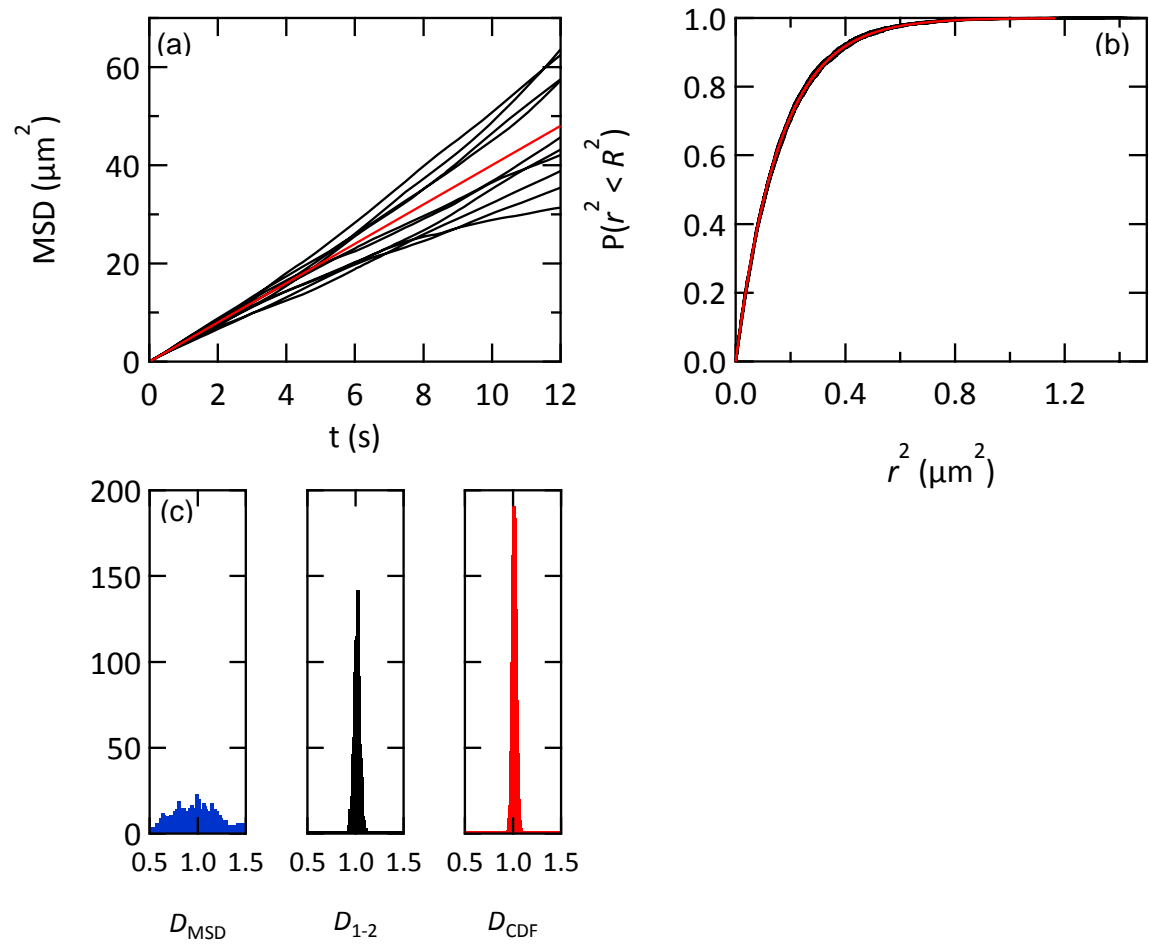 (a)
MSD (μm²)
60
40
20
0
0 2 4 6 8 10 12
t (s)
(b)
P(r² < R²)
1.0
0.8
0.6
0.4
0.2
0.0
0.0 0.4 0.8 1.2
r² (μm²)
(c)
200
150
100
50
0
0.5 1.0 1.5
0.5 1.0 1.5
0.5 1.0 1.5
D_MSD
D_1-2
D_CDF